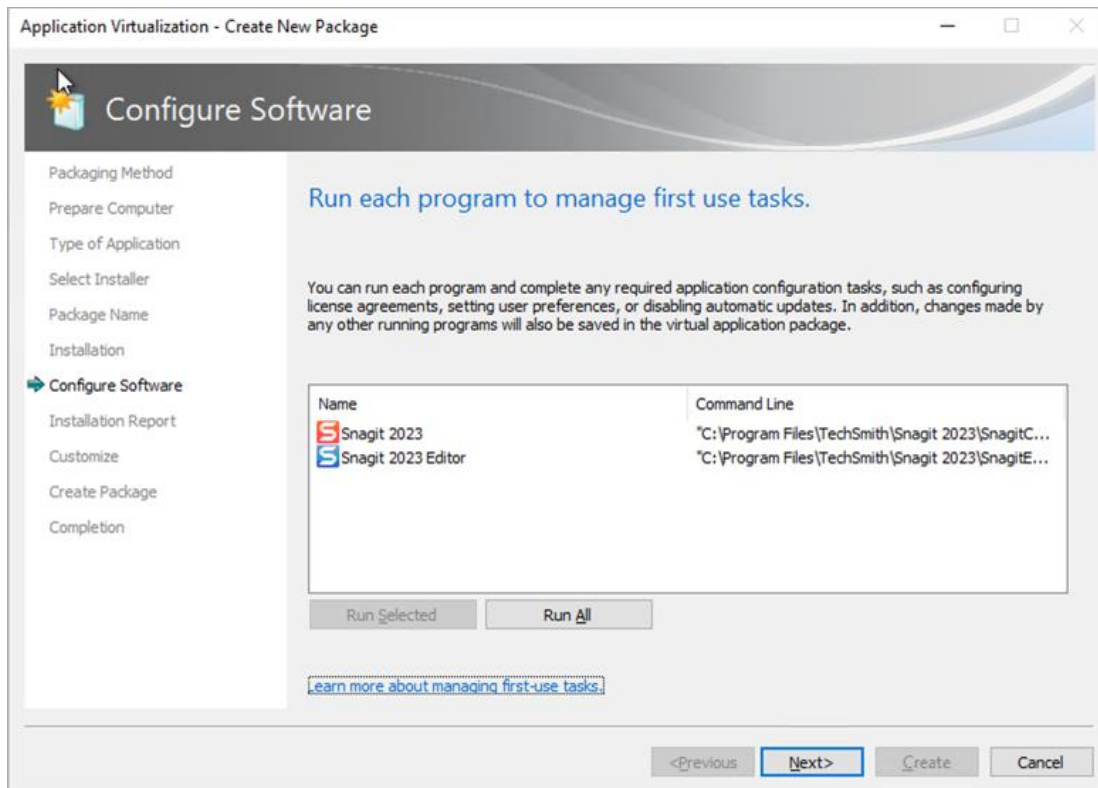 Application Virtualization - Create New Package
Configure Software
Packaging Method
Prepare Computer
Type of Application
Select Installer
Package Name
Installation
Configure Software
Installation Report
Customize
Create Package
Completion
Run each program to manage first use tasks.
You can run each program and complete any required application configuration tasks, such as configuring
license agreements, setting user preferences, or disabling automatic updates. In addition, changes made by
any other running programs will also be saved in the virtual application package.
Name Command Line
Snagit 2023 "C:\Program Files\TechSmith\Snagit 2023\SnagitC...
Snagit 2023 Editor "C:\Program Files\TechSmith\Snagit 2023\SnagitE...
Run Selected Run All
Learn more about managing first-use tasks.
<Previous Next> Create Cancel